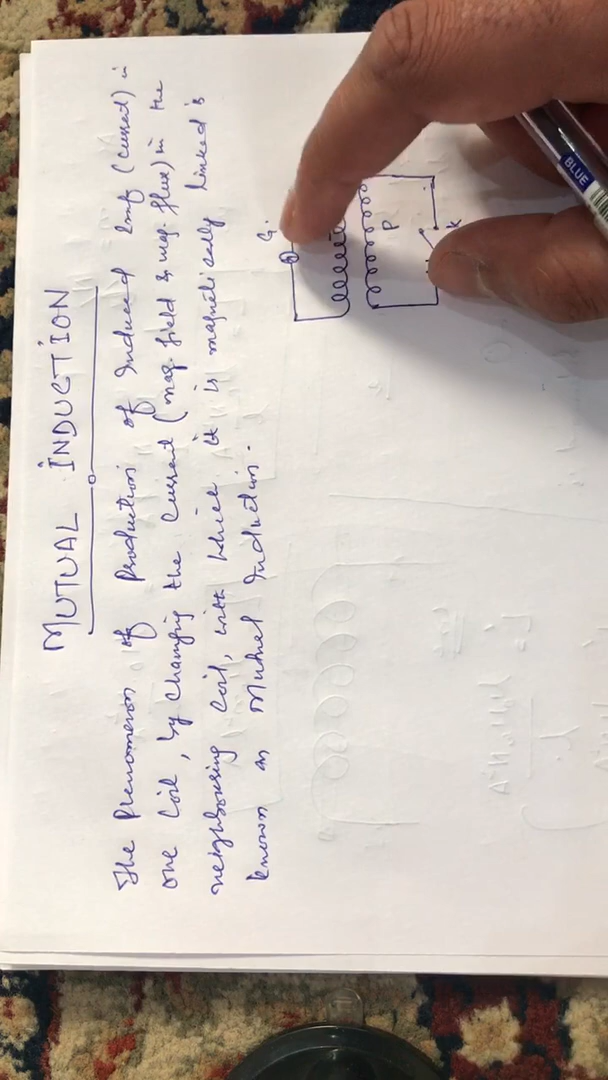 MUTUAL INDUCTION
The Phenomenon of Production of Induced Emf (current) in
one coil, by changing the current (mag. field & mag. flux) in the
neighbouring coil, with which it is magnetically linked is
known as Mutual Induction.
G.
P
K
BLUE